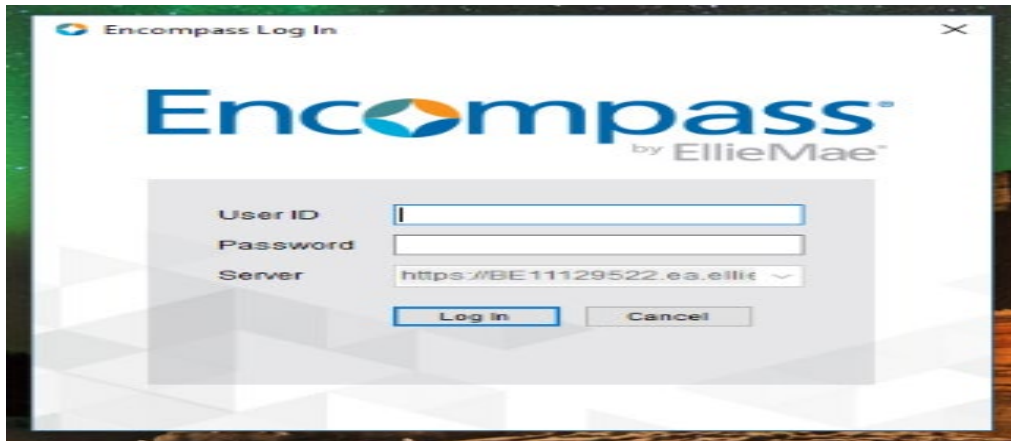 Encompass Log In
Encompass®
by EllieMae®
User ID
Password
Server https://BE11129522.ea.ellie
Log In Cancel